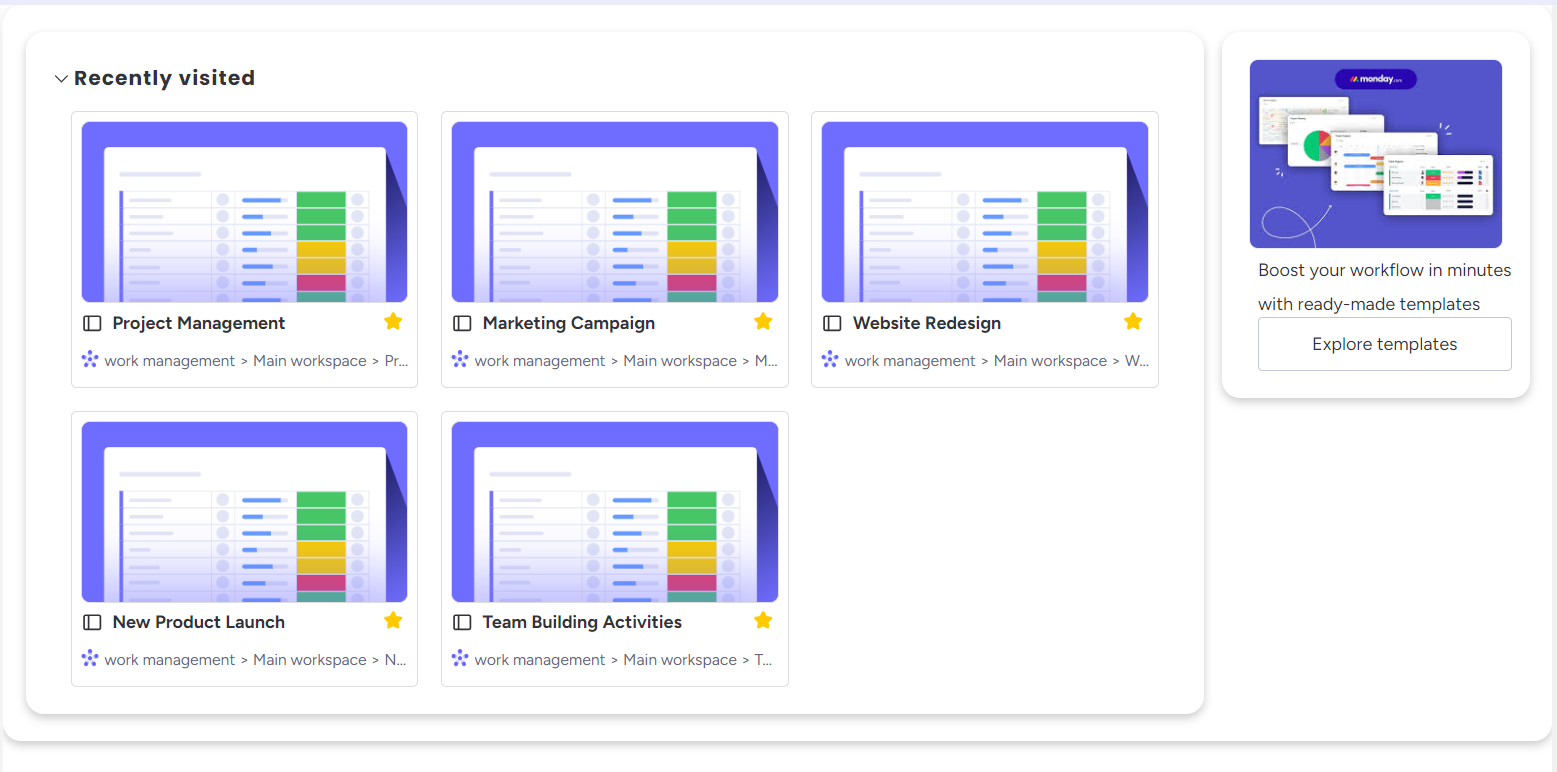 Recently visited
Project Management
work management > Main workspace > Pr...
Marketing Campaign
work management > Main workspace > M...
Website Redesign
work management > Main workspace > W...
New Product Launch
work management > Main workspace > N...
Team Building Activities
work management > Main workspace > T...
monday.com
Boost your workflow in minutes
with ready-made templates
Explore templates